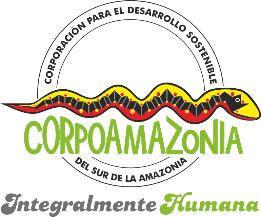 CORPORACIÓN PARA EL DESARROLLO SOSTENIBLE
CORPOAMAZONIA
DEL SUR DE LA AMAZONIA
Integralmente Humana